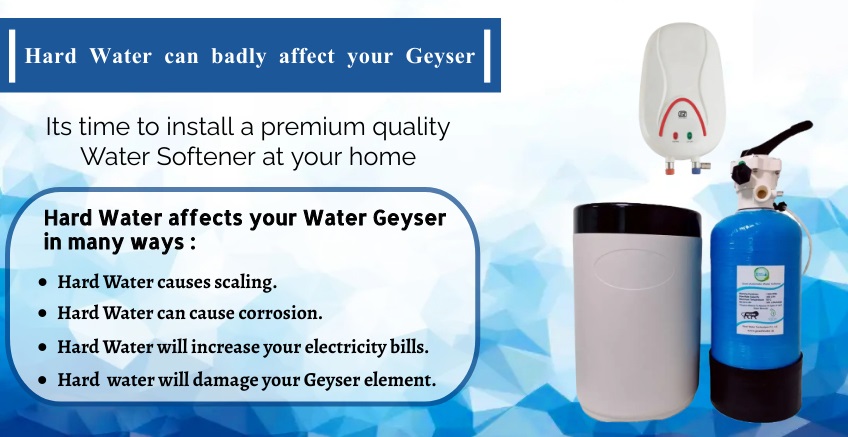 Hard Water can badly affect your Geyser
Its time to install a premium quality
Water Softener at your home
Hard Water affects your Water Geyser
in many ways :
• Hard Water causes scaling.
• Hard Water can cause corrosion.
• Hard Water will increase your electricity bills.
• Hard water will damage your Geyser element.